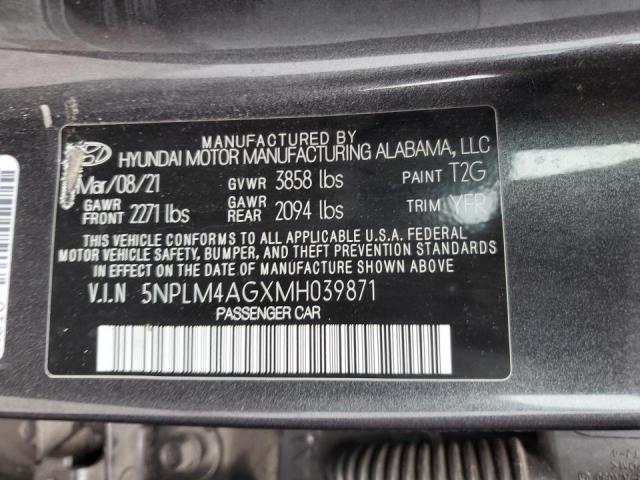 MANUFACTURED BY
HYUNDAI MOTOR MANUFACTURING ALABAMA, LLC
Mar/08/21 GVWR 3858 lbs PAINT T2G
GAWR FRONT 2271 lbs GAWR REAR 2094 lbs TRIM YFR
THIS VEHICLE CONFORMS TO ALL APPLICABLE U.S.A. FEDERAL
MOTOR VEHICLE SAFETY, BUMPER, AND THEFT PREVENTION
STANDARDS IN EFFECT ON THE DATE OF MANUFACTURE SHOWN ABOVE
V.I.N 5NPLM4AGXMH039871
PASSENGER CAR